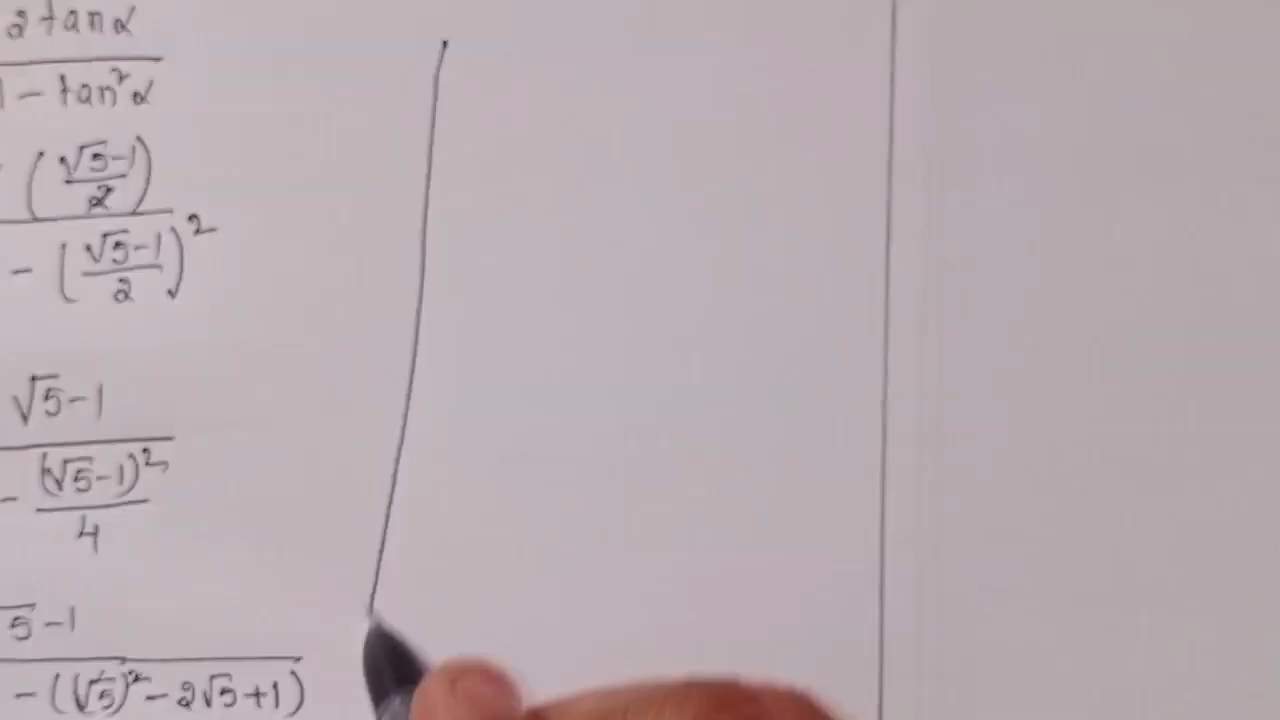 2 tanα
1 - tan²α
(√5-1)
2
- (√5-1)²
2
√5-1
- (√5-1)²
4
√5-1
- ((√5)² - 2√5+1)